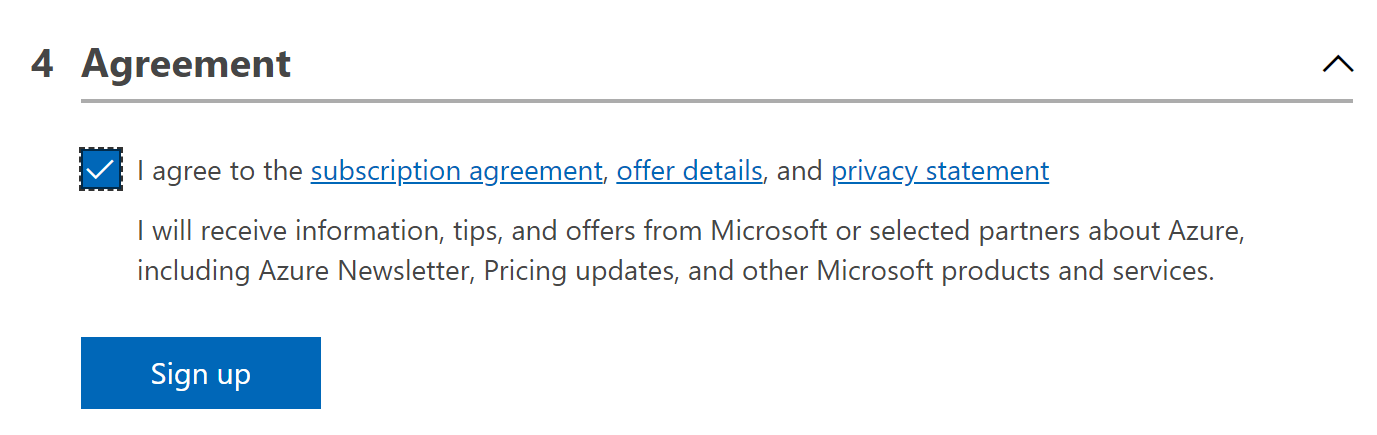 4 Agreement
I agree to the subscription agreement, offer details, and privacy statement
I will receive information, tips, and offers from Microsoft or selected partners about Azure,
including Azure Newsletter, Pricing updates, and other Microsoft products and services.
Sign up